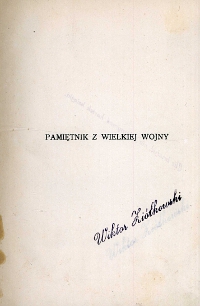 PAMIĘTNIK Z WIELKIEJ WOJNY
Wiktor Ziółkowski